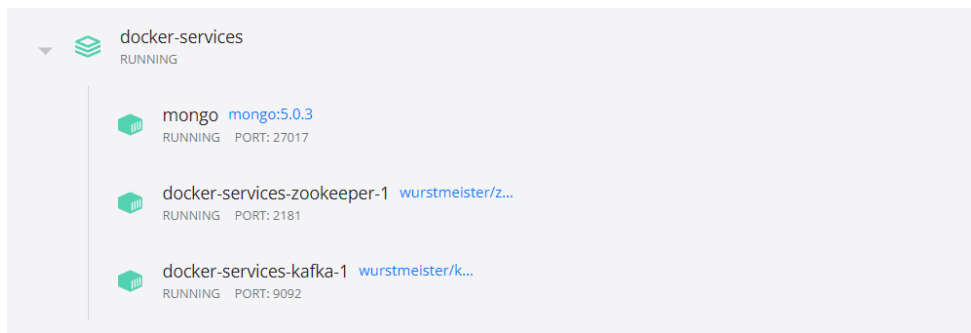 docker-services
RUNNING
mongo mongo:5.0.3
RUNNING PORT: 27017
docker-services-zookeeper-1 wurstmeister/z...
RUNNING PORT: 2181
docker-services-kafka-1 wurstmeister/k...
RUNNING PORT: 9092